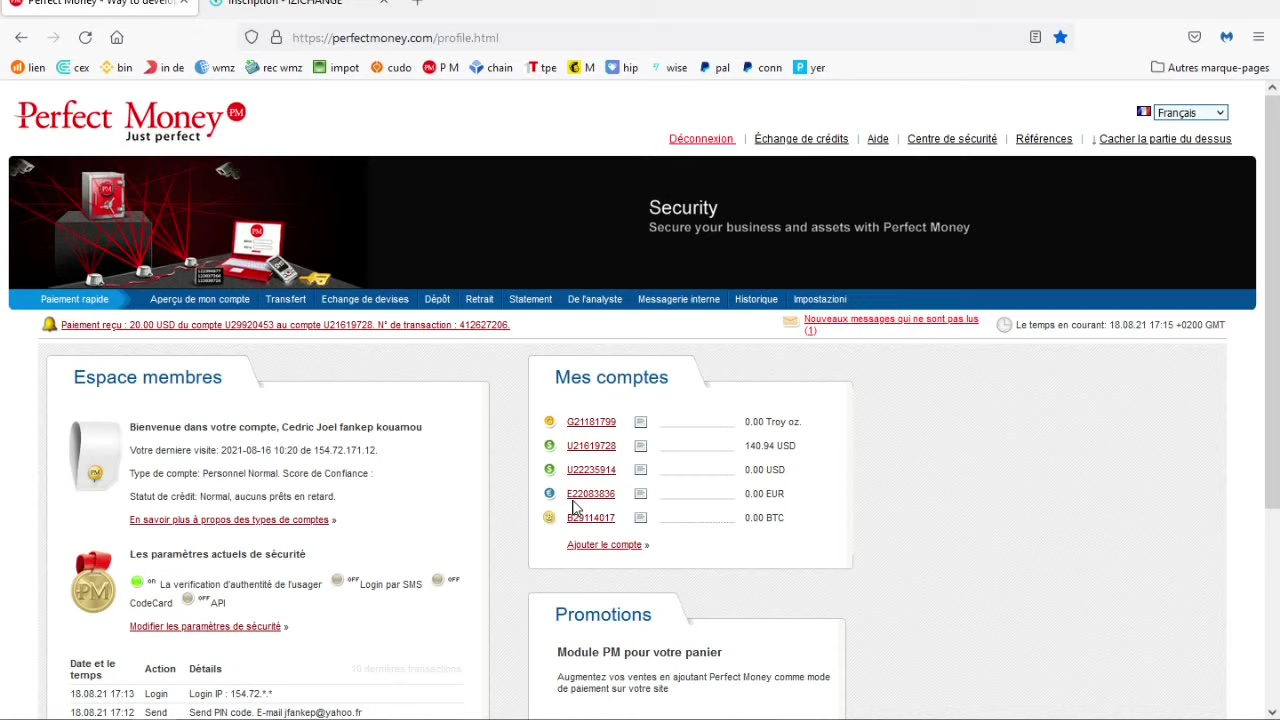 Perfect Money - Way to develop
Inscription - IZICHANGE
https://perfectmoney.com/profile.html
lien cex bin in de wmz rec wmz impot cudo P M chain tpe M hip wise pal conn yer Autres marque-pages
Perfect Money PM
Just perfect
Français
Déconnexion | Échange de crédits | Aide | Centre de sécurité | Références | ↓ Cacher la partie du dessus
Security
Secure your business and assets with Perfect Money
Paiement rapide Aperçu de mon compte Transfert Echange de devises Dépôt Retrait Statement De l'analyste Messagerie interne Historique Impostazioni
Paiement reçu : 20.00 USD du compte U29920453 au compte U21619728. N° de transaction : 412627206.
Nouveaux messages qui ne sont pas lus
(1)
Le temps en courant: 18.08.21 17:15 +0200 GMT
Espace membres
Bienvenue dans votre compte, Cedric Joel fankep kouamou
Votre derniere visite: 2021-08-16 10:20 de 154.72.171.12.
Type de compte: Personnel Normal. Score de Confiance :
Statut de crédit: Normal, aucuns prêts en retard.
En savoir plus à propos des types de comptes »
Les paramètres actuels de sécurité
on La verification d'authentité de l'usager OFF Login par SMS OFF
CodeCard OFF API
Modifier les paramètres de sécurité »
Date et le
temps
Action Détails 10 dernières transactions
18.08.21 17:13 Login Login IP : 154.72.*.*
18.08.21 17:12 Send Send PIN code. E-mail jfankep@yahoo.fr
Mes comptes
G21181799 0.00 Troy oz.
U21619728 140.94 USD
U22235914 0.00 USD
E22083836 0.00 EUR
B29114017 0.00 BTC
Ajouter le compte »
Promotions
Module PM pour votre panier
Augmentez vos ventes en ajoutant Perfect Money comme mode
de paiement sur votre site